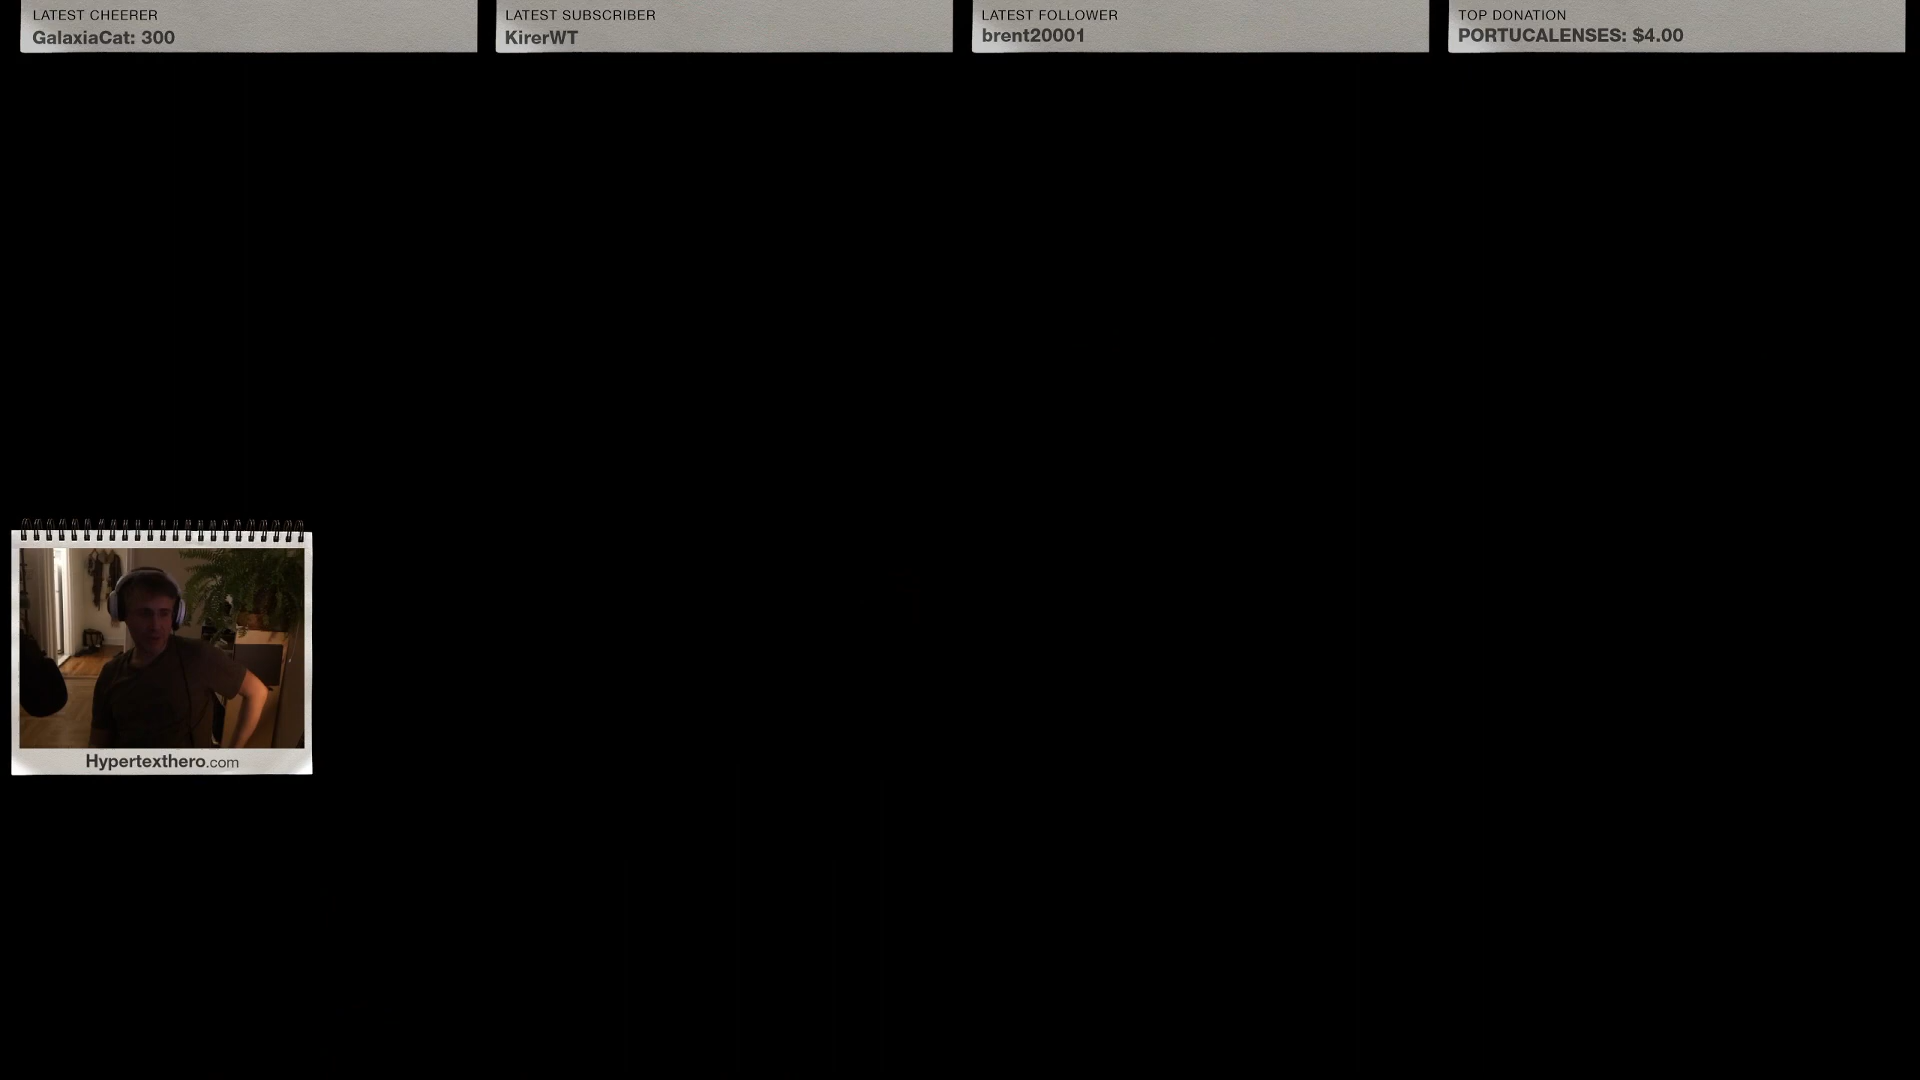 LATEST CHEERER
GalaxiaCat: 300
LATEST SUBSCRIBER
KirerWT
LATEST FOLLOWER
brent20001
TOP DONATION
PORTUCALENSES: $4.00
Hypertexthero.com